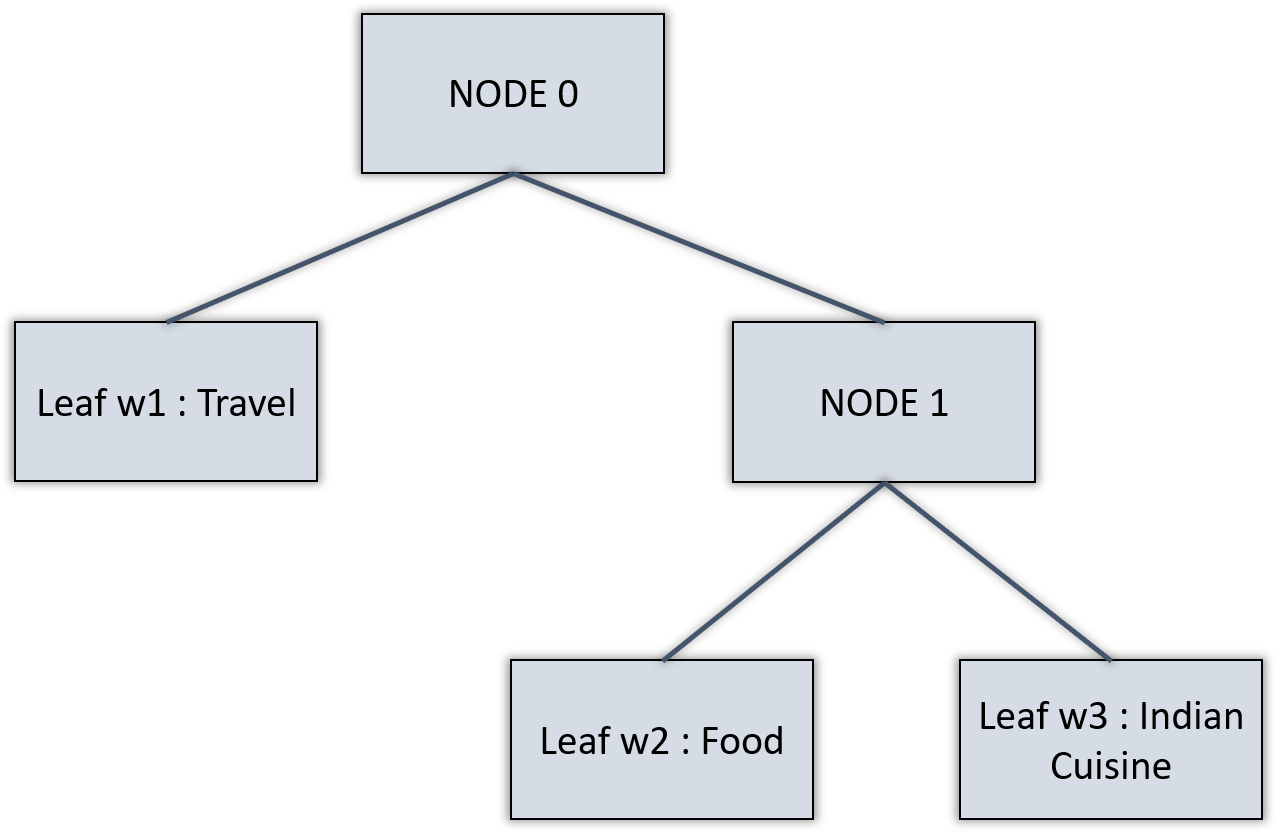 NODE 0
Leaf w1 : Travel
NODE 1
Leaf w2 : Food
Leaf w3 : Indian
Cuisine